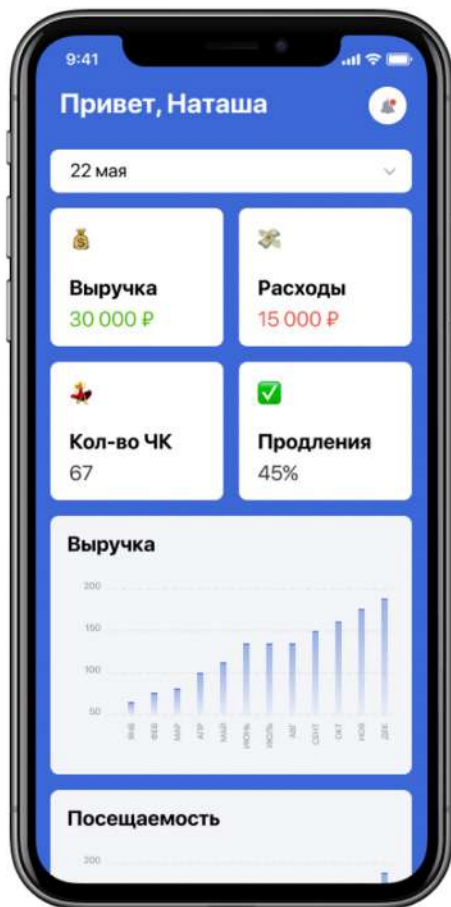 9:41
Привет, Наташа
22 мая
Выручка
30 000 ₽
Расходы
15 000 ₽
Кол-во ЧК
67
Продления
45%
Выручка
200
150
100
50
ЯНВ ФЕВ МАР АПР МАЙ ИЮНЬ ИЮЛЬ АВГ СЕНТ ОКТ НОЯ ДЕК
Посещаемость
200